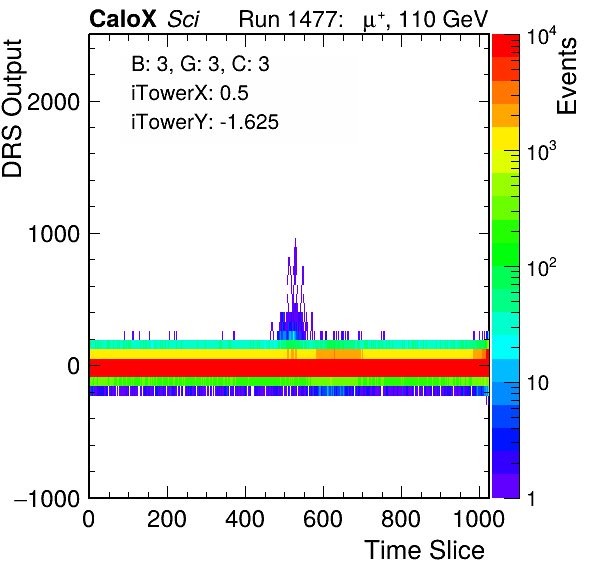 CaloX Sci Run 1477: μ⁺, 110 GeV
B: 3, G: 3, C: 3
iTowerX: 0.5
iTowerY: -1.625
DRS Output
2000
1000
0
−1000
0 200 400 600 800 1000
Time Slice
Events
10⁴
10³
10²
10
1